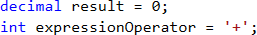 decimal result = 0;
int expressionOperator = '+';